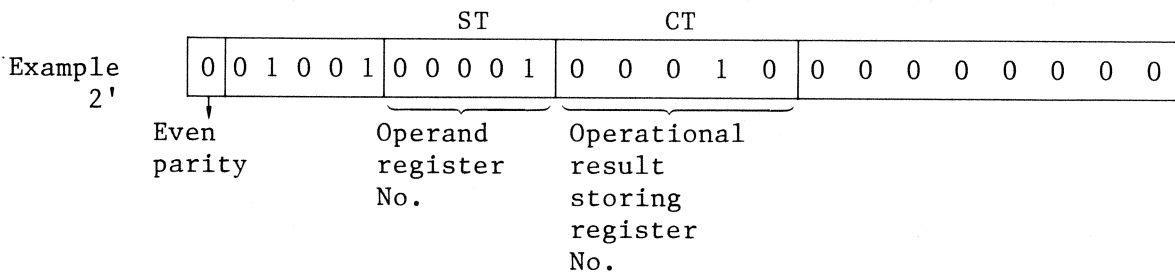 ST CT
Example 0 0 1 0 0 1 0 0 0 0 1 0 0 0 1 0 0 0 0 0 0 0 0 0
2'
Even Operand Operational
parity register result
No. storing
register
No.